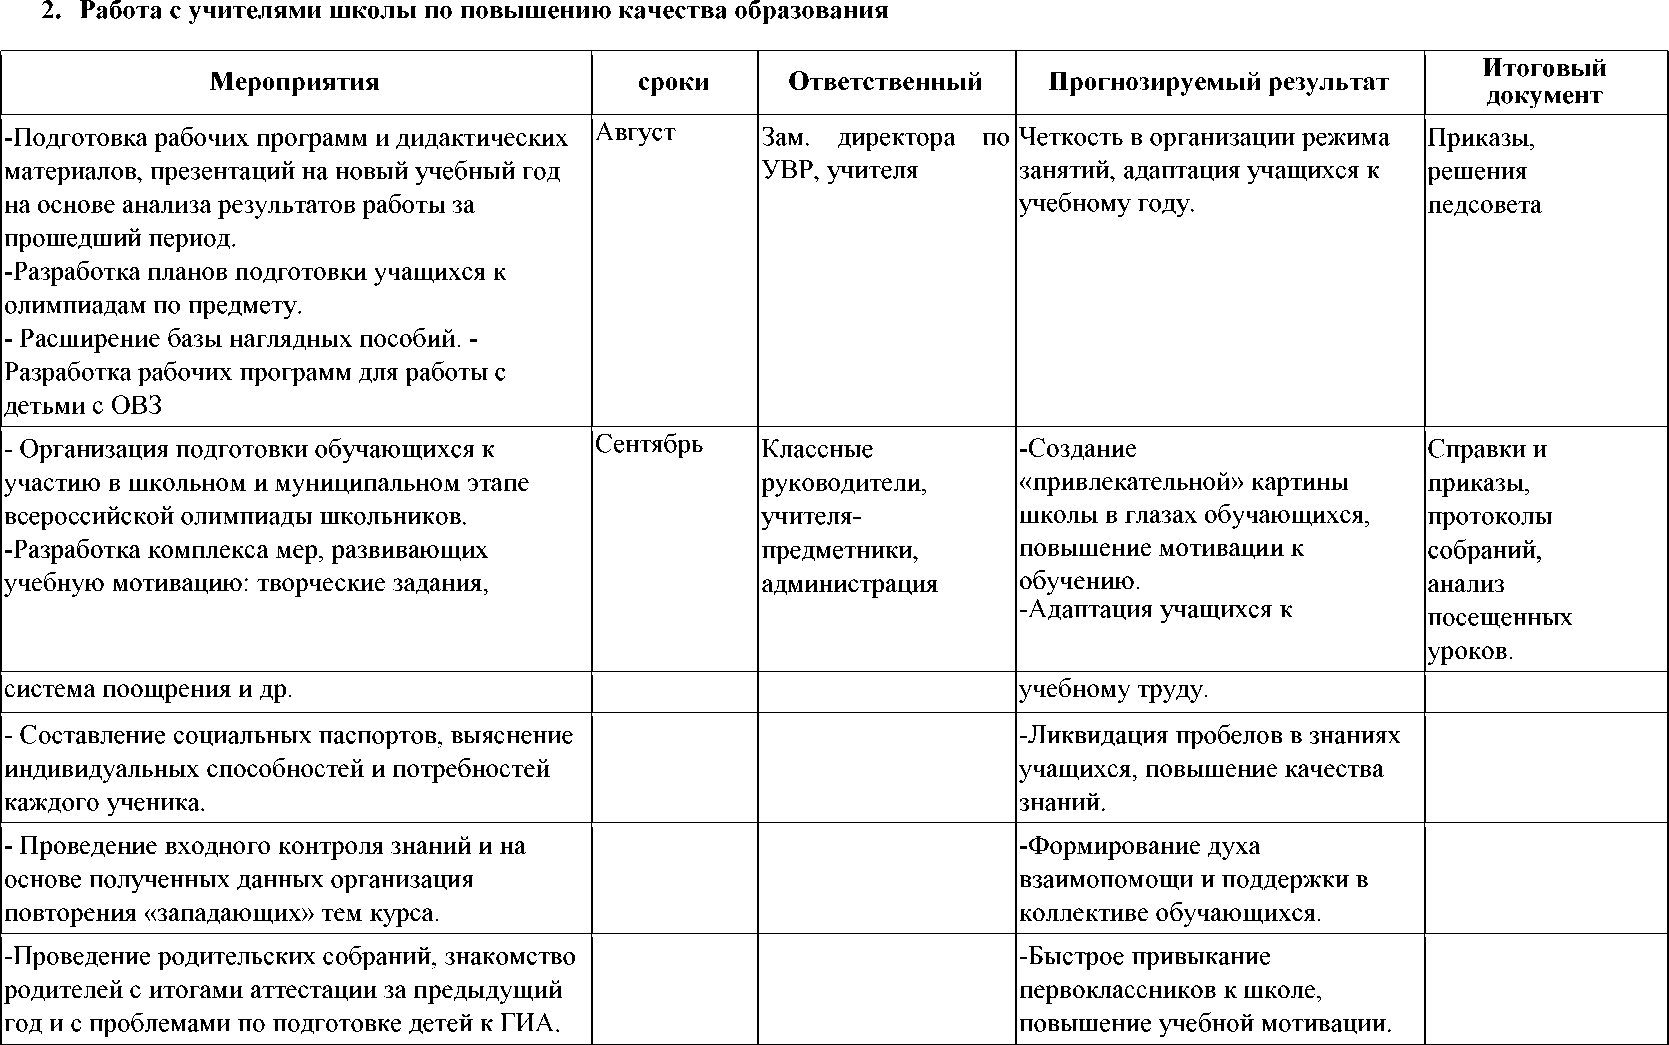 2. Работа с учителями школы по повышению качества образования
Мероприятия
сроки
Ответственный
Прогнозируемый результат
Итоговый
документ
-Подготовка рабочих программ и дидактических
материалов, презентаций на новый учебный год
на основе анализа результатов работы за
прошедший период.
-Разработка планов подготовки учащихся к
олимпиадам по предмету.
- Расширение базы наглядных пособий. -
Разработка рабочих программ для работы с
детьми с ОВЗ
Август
Зам. директора по
УВР, учителя
Четкость в организации режима
занятий, адаптация учащихся к
учебному году.
Приказы,
решения
педсовета
- Организация подготовки обучающихся к
участию в школьном и муниципальном этапе
всероссийской олимпиады школьников.
-Разработка комплекса мер, развивающих
учебную мотивацию: творческие задания,
Сентябрь
Классные
руководители,
учителя-
предметники,
администрация
-Создание
«привлекательной» картины
школы в глазах обучающихся,
повышение мотивации к
обучению.
-Адаптация учащихся к
Справки и
приказы,
протоколы
собраний,
анализ
посещенных
уроков.
система поощрения и др.
учебному труду.
- Составление социальных паспортов, выяснение
индивидуальных способностей и потребностей
каждого ученика.
-Ликвидация пробелов в знаниях
учащихся, повышение качества
знаний.
- Проведение входного контроля знаний и на
основе полученных данных организация
повторения «западающих» тем курса.
-Формирование духа
взаимопомощи и поддержки в
коллективе обучающихся.
-Проведение родительских собраний, знакомство
родителей с итогами аттестации за предыдущий
год и с проблемами по подготовке детей к ГИА.
-Быстрое привыкание
первоклассников к школе,
повышение учебной мотивации.